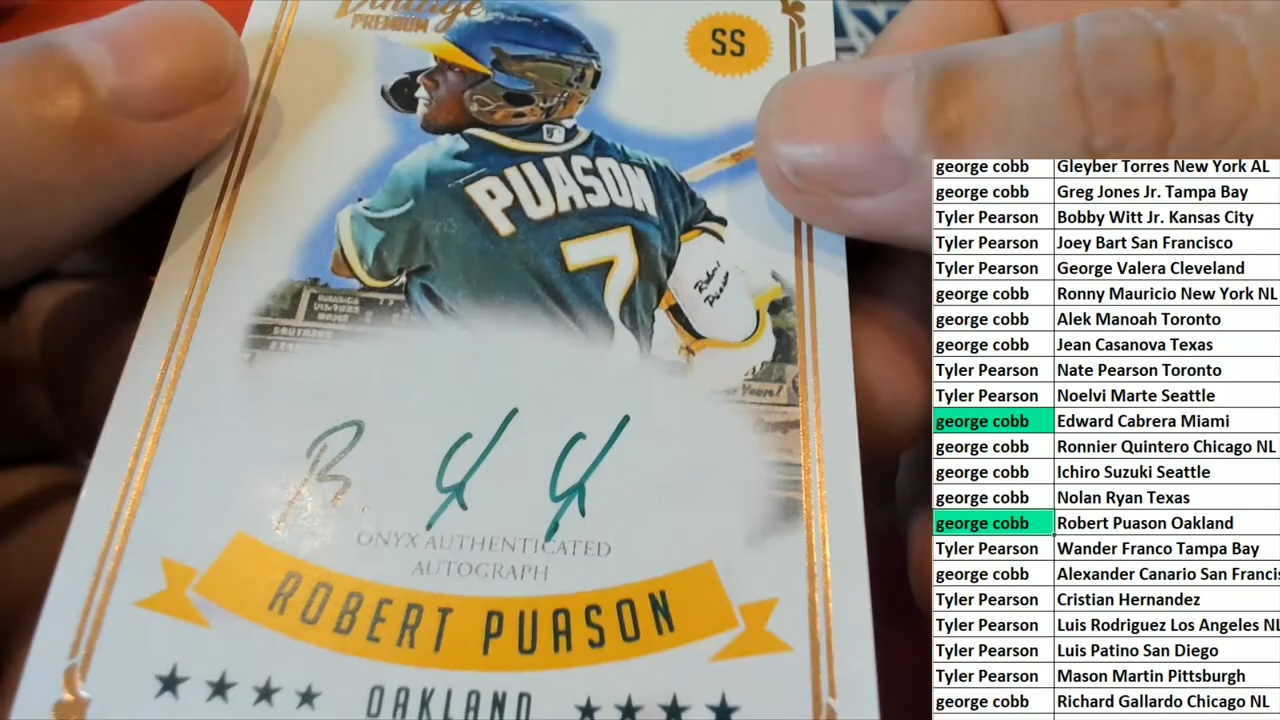 Vintage
PREMIUM
SS
PUASON
7
Robert
Puason
ONYX AUTHENTICATED
AUTOGRAPH
ROBERT PUASON
OAKLAND
george cobb Gleyber Torres New York AL
george cobb Greg Jones Jr. Tampa Bay
Tyler Pearson Bobby Witt Jr. Kansas City
Tyler Pearson Joey Bart San Francisco
Tyler Pearson George Valera Cleveland
george cobb Ronny Mauricio New York NL
george cobb Alek Manoah Toronto
george cobb Jean Casanova Texas
Tyler Pearson Nate Pearson Toronto
Tyler Pearson Noelvi Marte Seattle
george cobb Edward Cabrera Miami
george cobb Ronnier Quintero Chicago NL
george cobb Ichiro Suzuki Seattle
george cobb Nolan Ryan Texas
george cobb Robert Puason Oakland
Tyler Pearson Wander Franco Tampa Bay
george cobb Alexander Canario San Francis
Tyler Pearson Cristian Hernandez
Tyler Pearson Luis Rodriguez Los Angeles NL
Tyler Pearson Luis Patino San Diego
Tyler Pearson Mason Martin Pittsburgh
george cobb Richard Gallardo Chicago NL